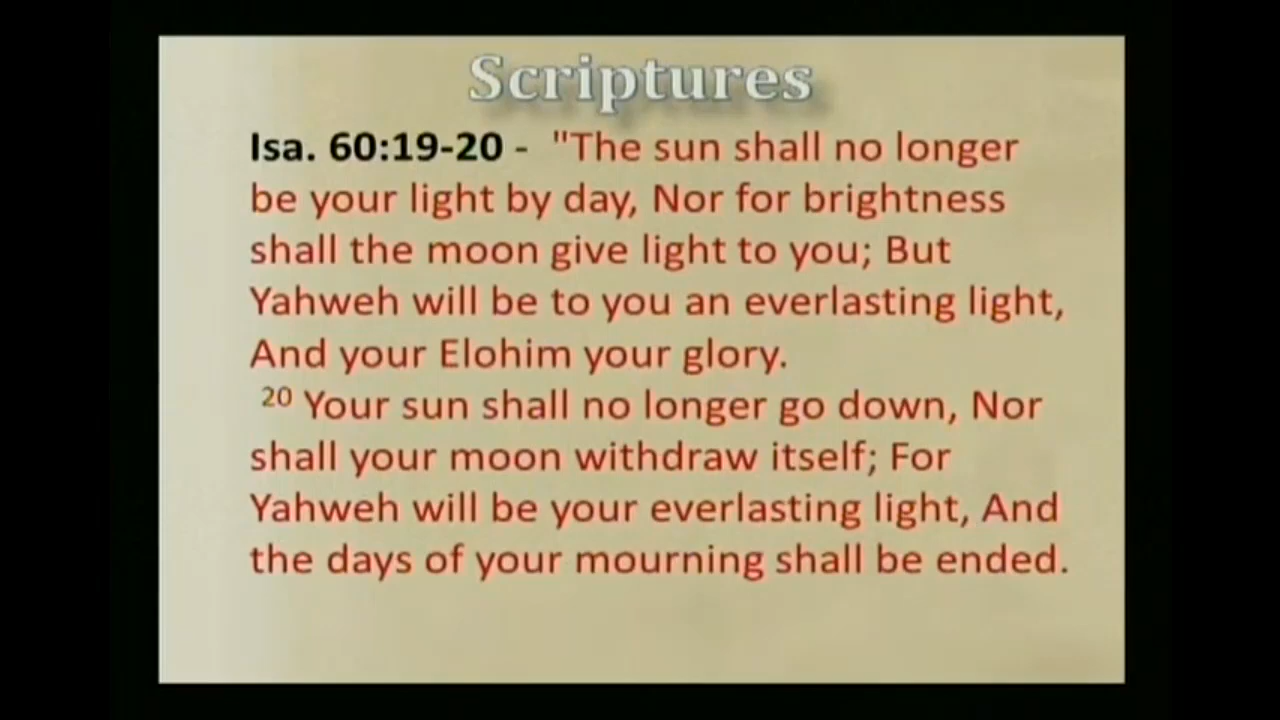 Scriptures
Isa. 60:19-20 - "The sun shall no longer
be your light by day, Nor for brightness
shall the moon give light to you; But
Yahweh will be to you an everlasting light,
And your Elohim your glory.
20 Your sun shall no longer go down, Nor
shall your moon withdraw itself; For
Yahweh will be your everlasting light, And
the days of your mourning shall be ended.